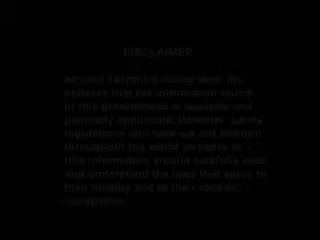 DISCLAIMER
Technical Inc.
believes that the information found
in this presentation is accurate and
generally applicable. However, safety
regulations and laws are not uniform
throughout the world so users of
this information should carefully read
and understand the laws that apply to
their country and to their specific